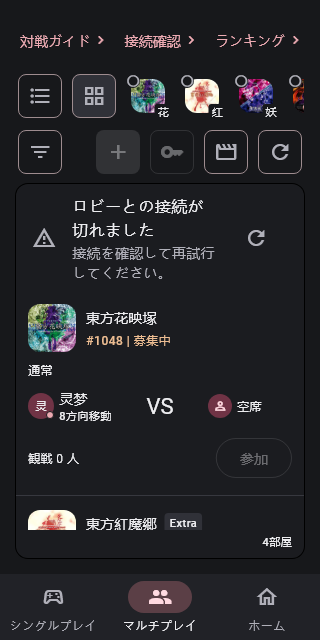 対戦ガイド 接続確認 ランキング
花 红 妖
ロビーとの接続が
切れました
接続を確認して再試行
してください。
東方花映塚
#1048 | 募集中
通常
灵 灵梦
8方向移動
VS
空席
観戦 0 人
参加
東方紅魔郷 Extra
4部屋
シングルプレイ マルチプレイ ホーム